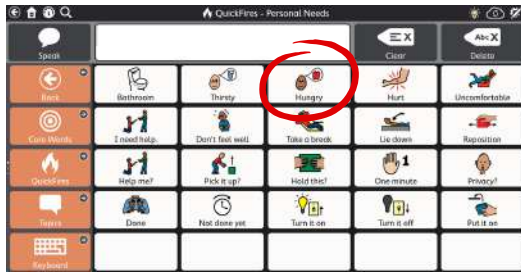 QuickFires - Personal Needs
Speak
X
Clear
Abc X
Delete
Back
Bathroom
Thirsty
Hungry
Hurt
Uncomfortable
Core Words
I need help.
Don't feel well
Take a break
Lie down
Reposition
QuickFires
Help me?
Pick it up?
Hold this?
1
One minute
Privacy?
Topics
Done
Not done yet
Turn it on
Turn it off
Put it on
Keyboard